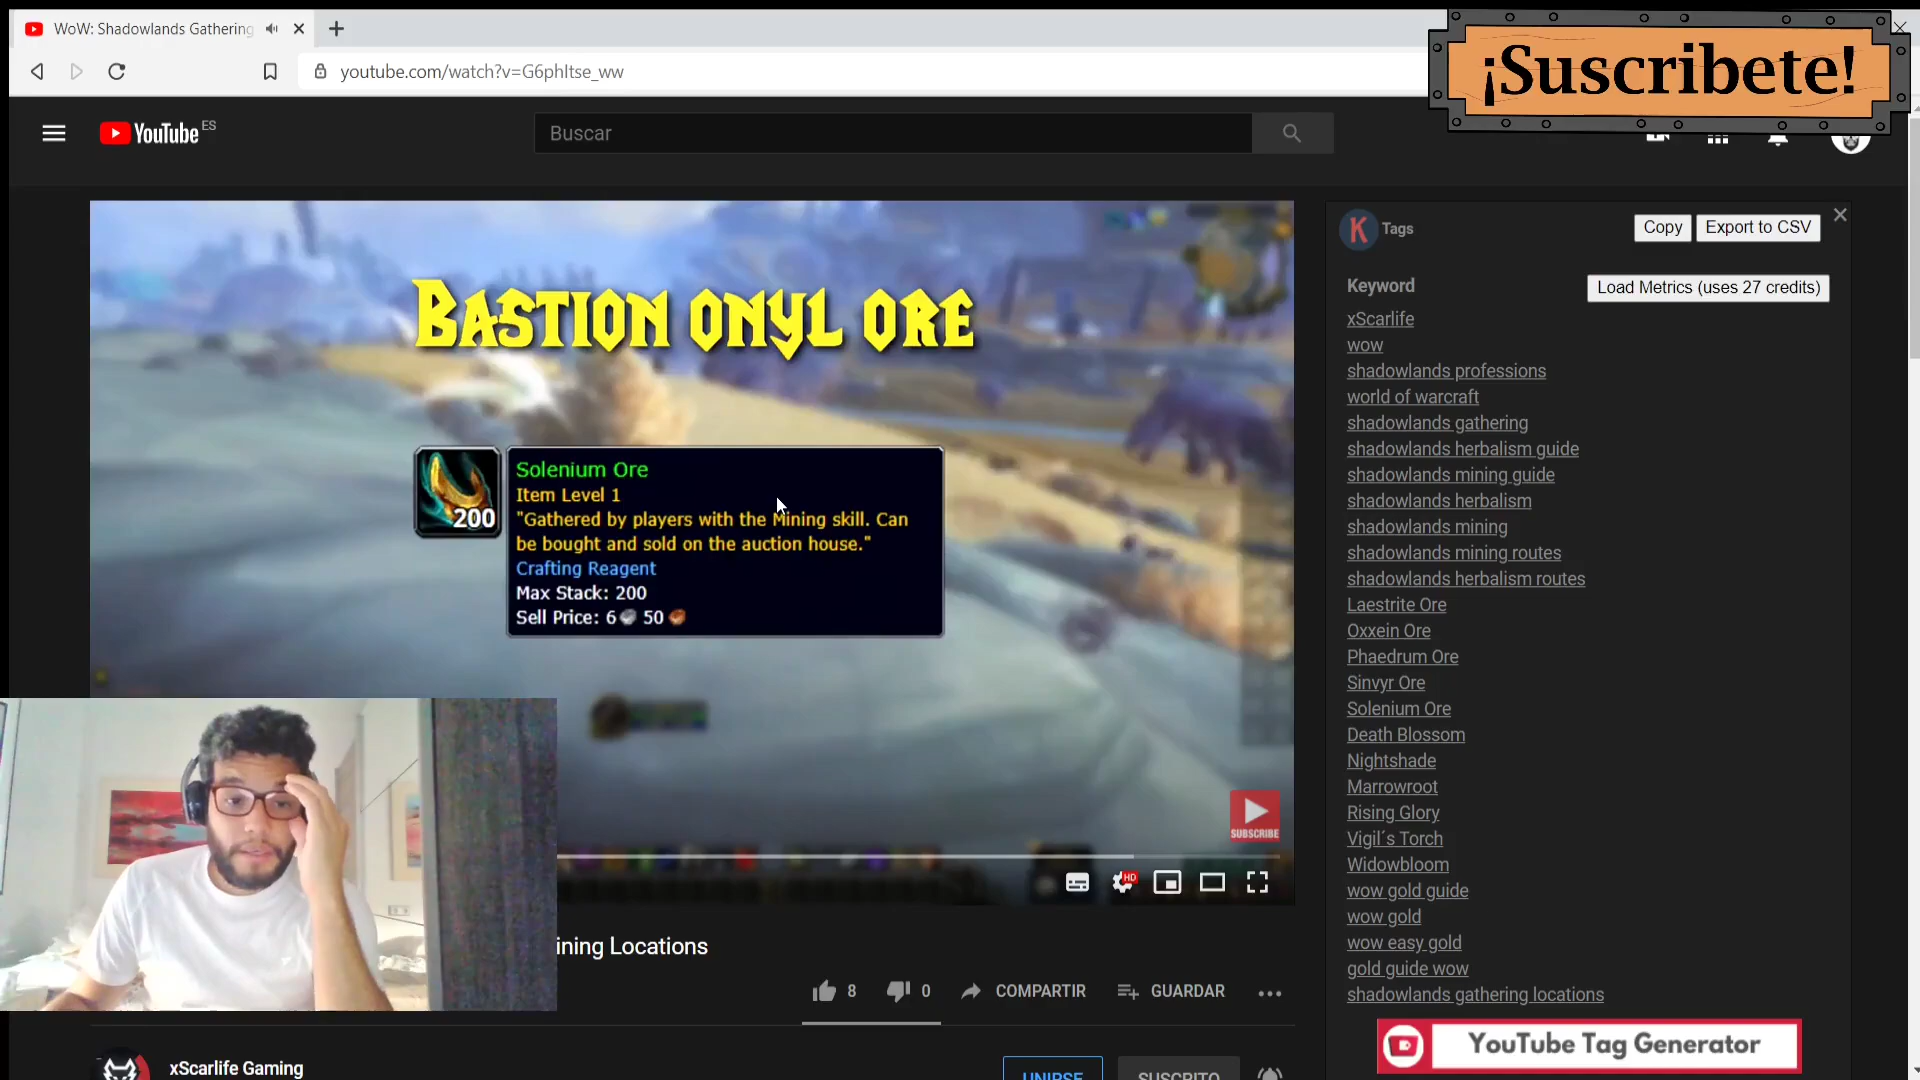 WoW: Shadowlands Gathering
youtube.com/watch?v=G6phItse_ww
¡Suscribete!
YouTube ES
Buscar
BASTION ONYL ORE
Solenium Ore
Item Level 1
"Gathered by players with the Mining skill. Can
be bought and sold on the auction house."
Crafting Reagent
Max Stack: 200
Sell Price: 6 50
200
SUBSCRIBE
HD
ining Locations
8
0
COMPARTIR
GUARDAR
xScarlife Gaming
UNIRSE
SUSCRITO
K Tags
Copy
Export to CSV
Keyword
Load Metrics (uses 27 credits)
xScarlife
wow
shadowlands professions
world of warcraft
shadowlands gathering
shadowlands herbalism guide
shadowlands mining guide
shadowlands herbalism
shadowlands mining
shadowlands mining routes
shadowlands herbalism routes
Laestrite Ore
Oxxein Ore
Phaedrum Ore
Sinvyr Ore
Solenium Ore
Death Blossom
Nightshade
Marrowroot
Rising Glory
Vigil´s Torch
Widowbloom
wow gold guide
wow gold
wow easy gold
gold guide wow
shadowlands gathering locations
YouTube Tag Generator